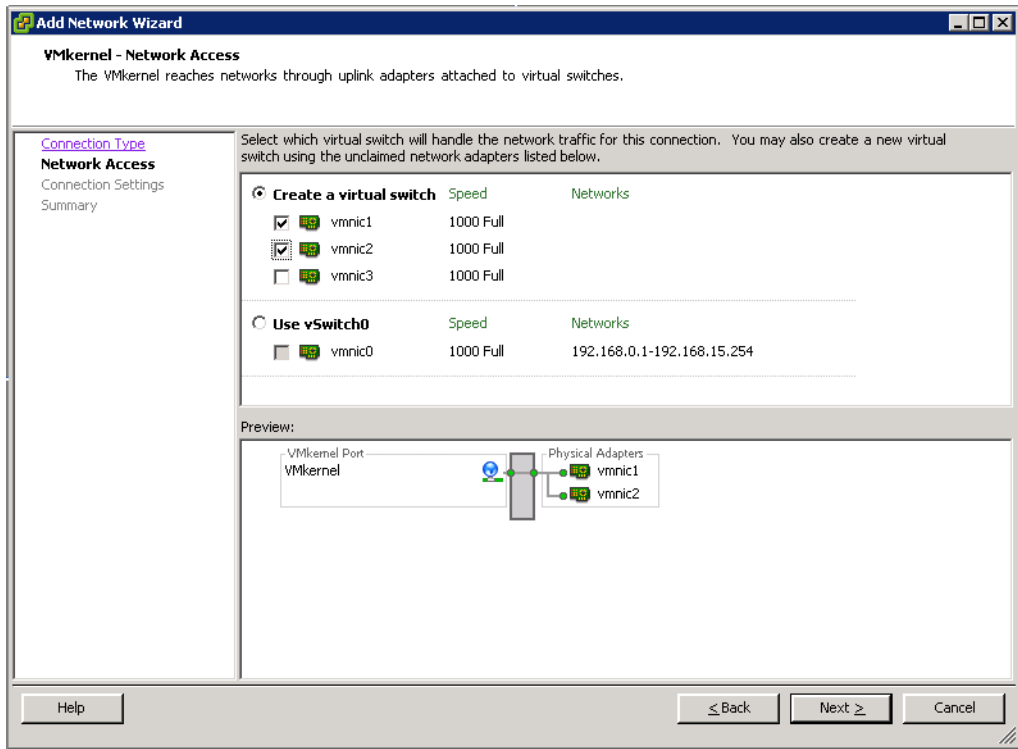 Add Network Wizard
VMkernel - Network Access
The VMkernel reaches networks through uplink adapters attached to virtual switches.
Connection Type
Network Access
Connection Settings
Summary
Select which virtual switch will handle the network traffic for this connection. You may also create a new virtual
switch using the unclaimed network adapters listed below.
Create a virtual switch Speed Networks
vmnic1 1000 Full
vmnic2 1000 Full
vmnic3 1000 Full
Use vSwitch0 Speed Networks
vmnic0 1000 Full 192.168.0.1-192.168.15.254
Preview:
VMkernel Port Physical Adapters
VMkernel vmnic1
vmnic2
Help < Back Next > Cancel